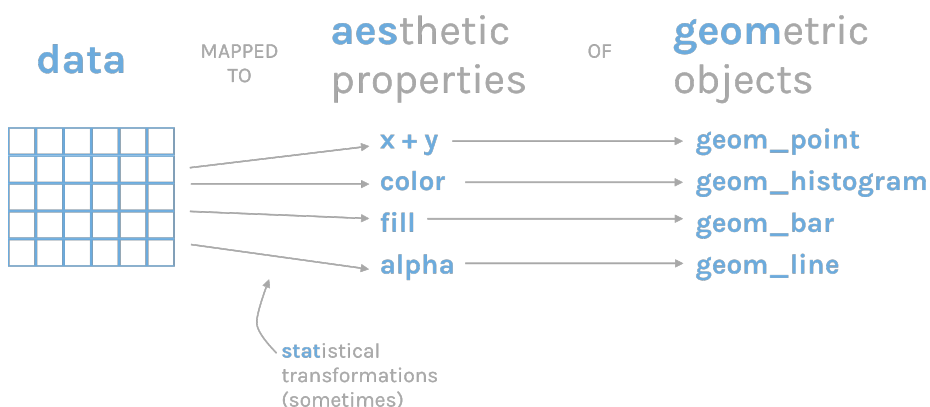 data
MAPPED
TO
aesthetic
properties
OF
geometric
objects
x + y
geom_point
color
geom_histogram
fill
geom_bar
alpha
geom_line
statistical
transformations
(sometimes)